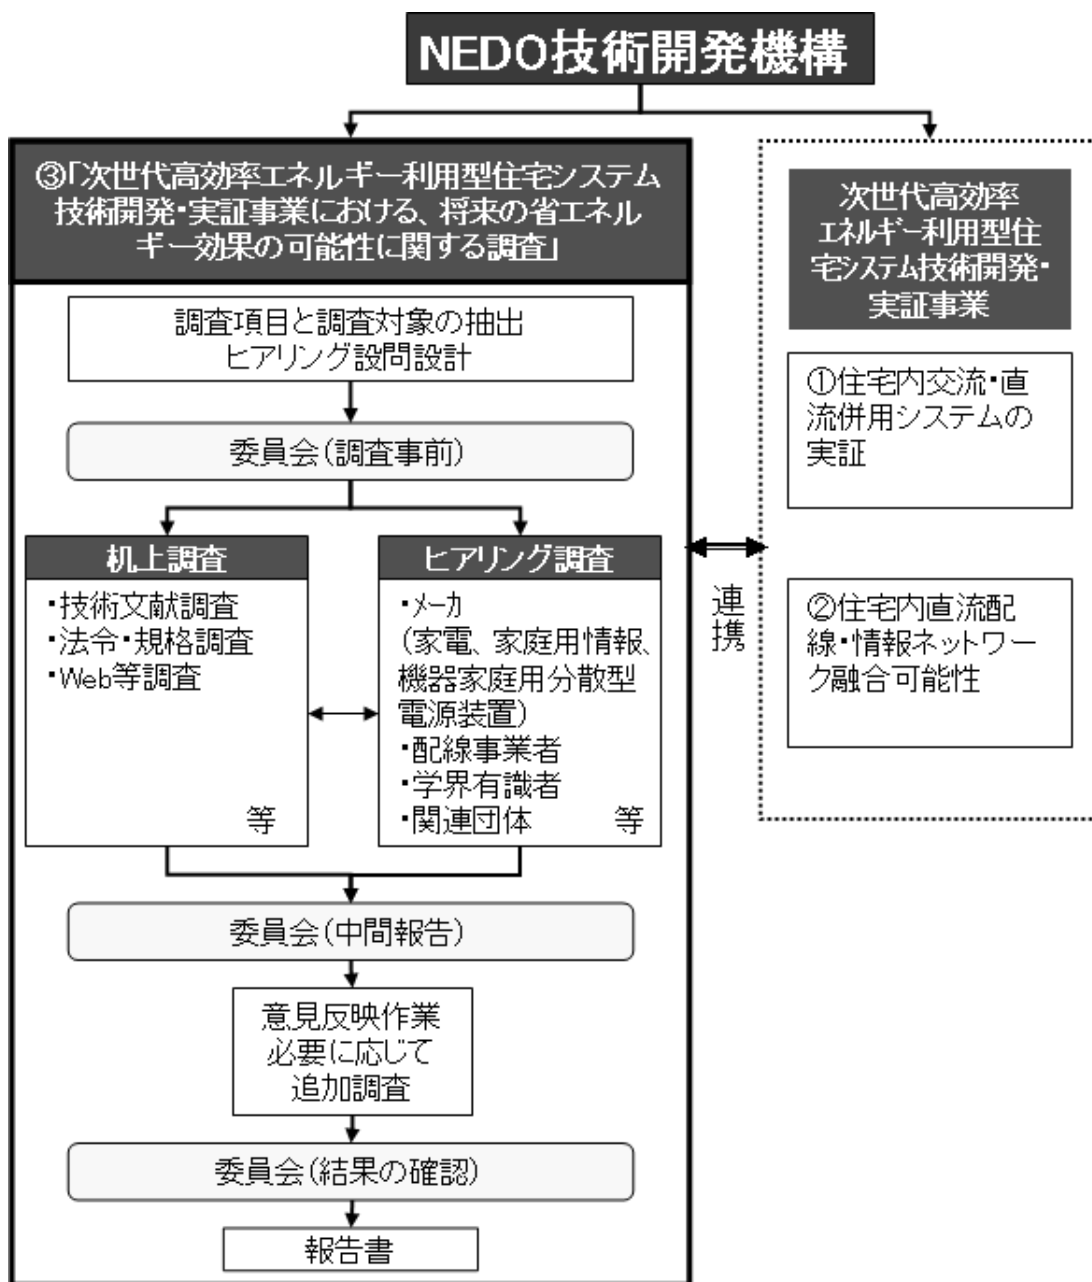 NEDO技術開発機構
③「次世代高効率エネルギー利用型住宅システム
技術開発・実証事業における、将来の省エネル
ギー効果の可能性に関する調査」
調査項目と調査対象の抽出
ヒアリング設問設計
委員会(調査事前)
机上調査
・技術文献調査
・法令・規格調査
・Web等調査
等
ヒアリング調査
・メーカ
(家電、家庭用情報、
機器家庭用分散型
電源装置)
・配線事業者
・学界有識者
・関連団体 等
委員会(中間報告)
意見反映作業
必要に応じて
追加調査
委員会(結果の確認)
報告書
連
携
次世代高効率
エネルギー利用型住
宅システム技術開発・
実証事業
①住宅内交流・直
流併用システムの
実証
②住宅内直流配
線・情報ネットワー
ク融合可能性